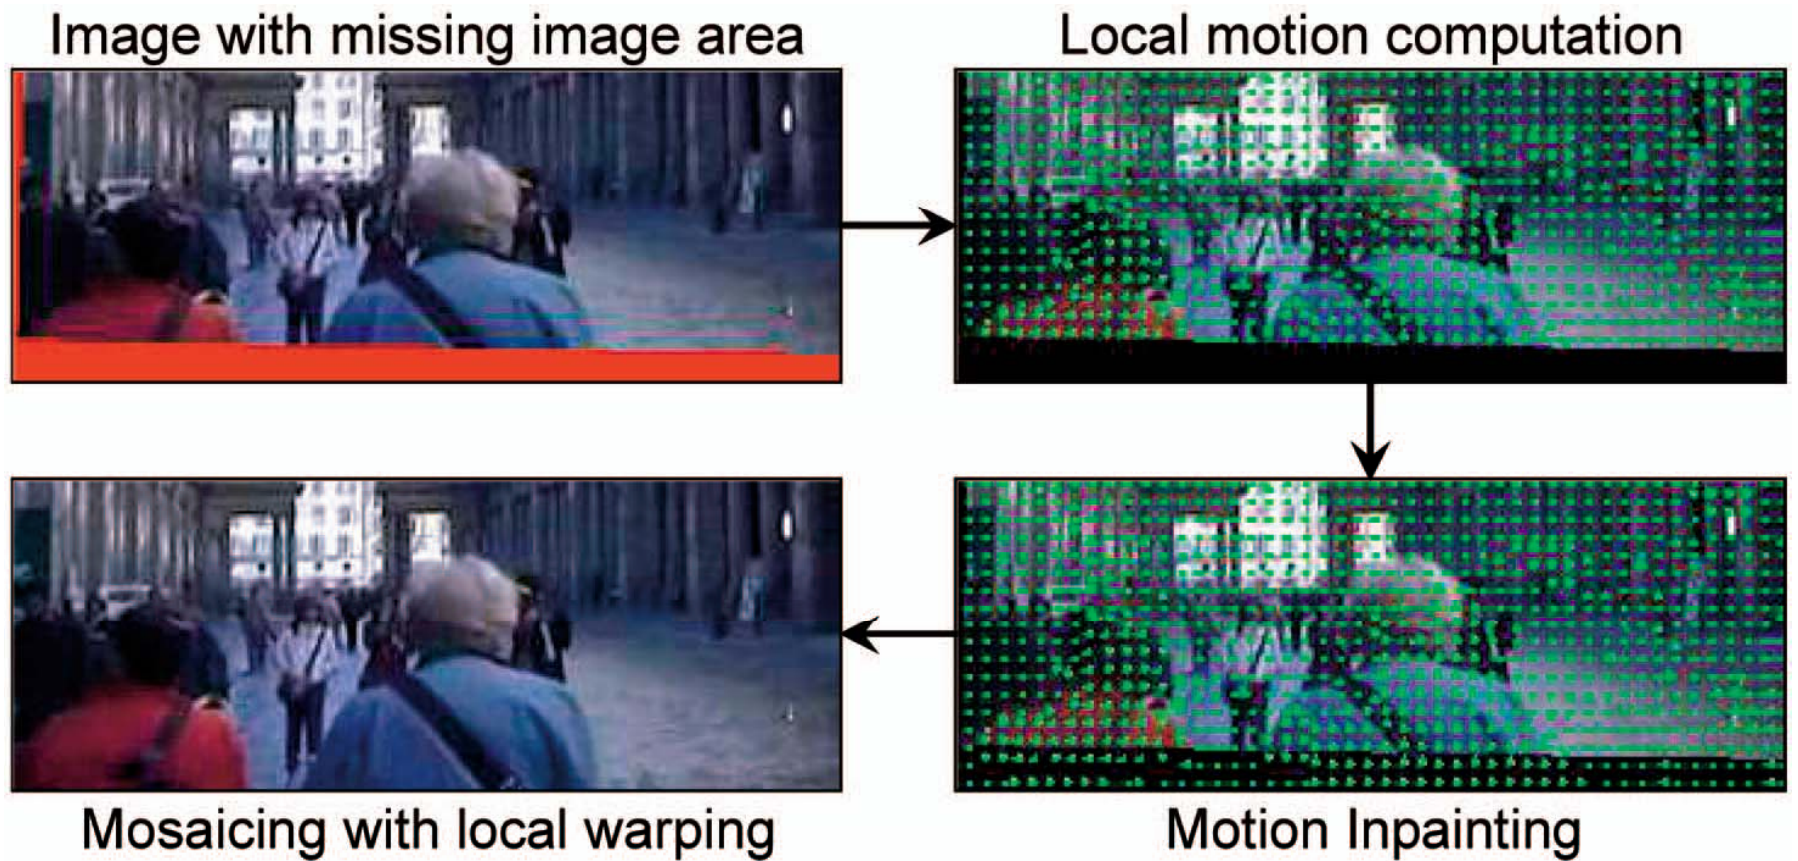 Image with missing image area
Local motion computation
Mosaicing with local warping
Motion Inpainting